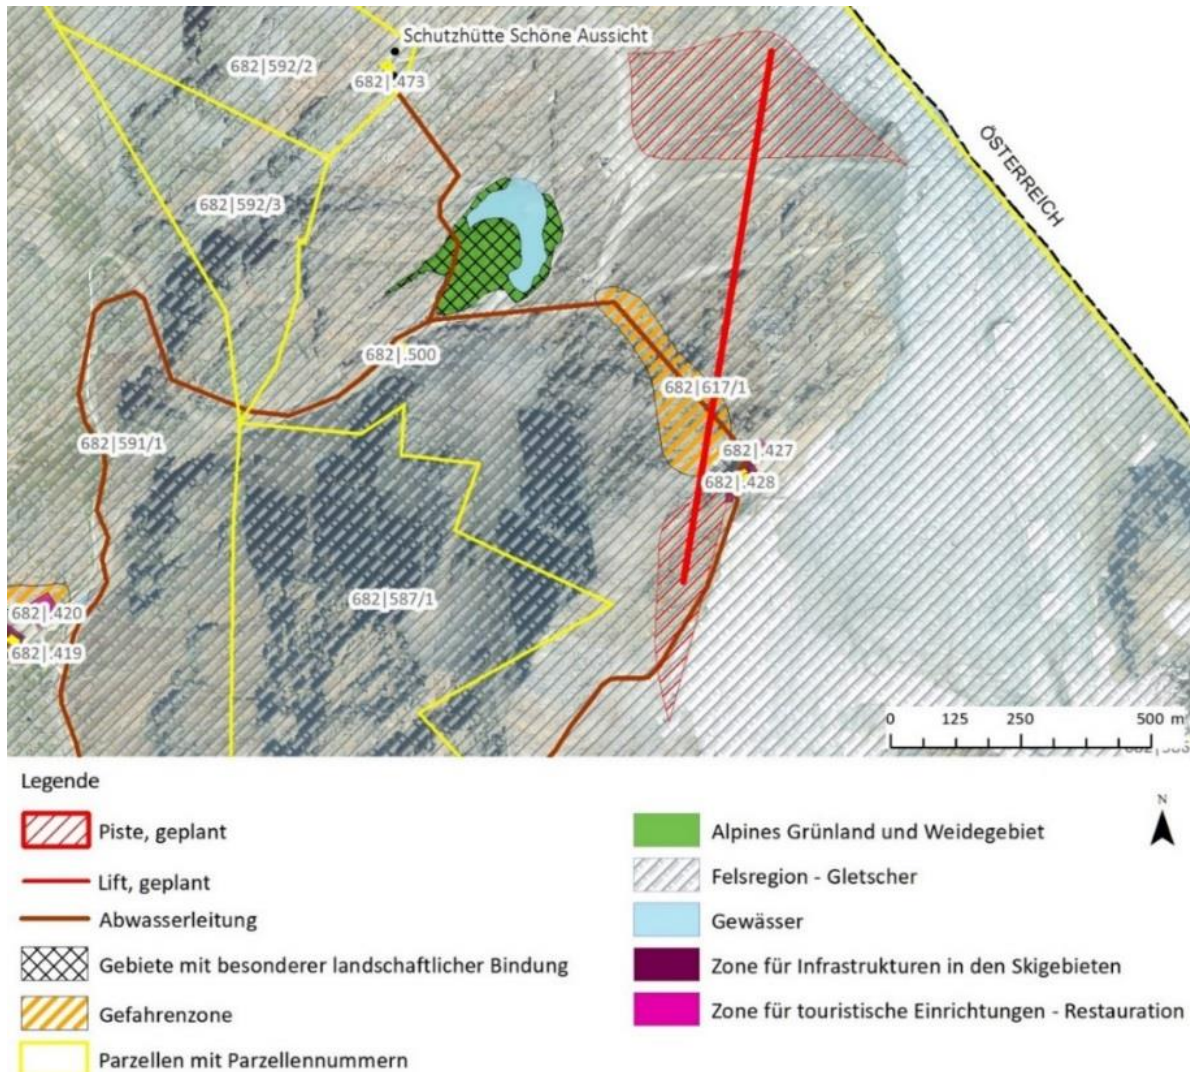 Schutzhütte Schöne Aussicht
682|592/2
682|.473
ÖSTERREICH
682|592/3
682|.500
682|617/1
682|591/1
682|.427
682|.428
682|587/1
682|.420
682|.419
0 125 250 500 m
Legende
N
Piste, geplant
Lift, geplant
Abwasserleitung
Gebiete mit besonderer landschaftlicher Bindung
Gefahrenzone
Parzellen mit Parzellennummern
Alpines Grünland und Weidegebiet
Felsregion - Gletscher
Gewässer
Zone für Infrastrukturen in den Skigebieten
Zone für touristische Einrichtungen - Restauration